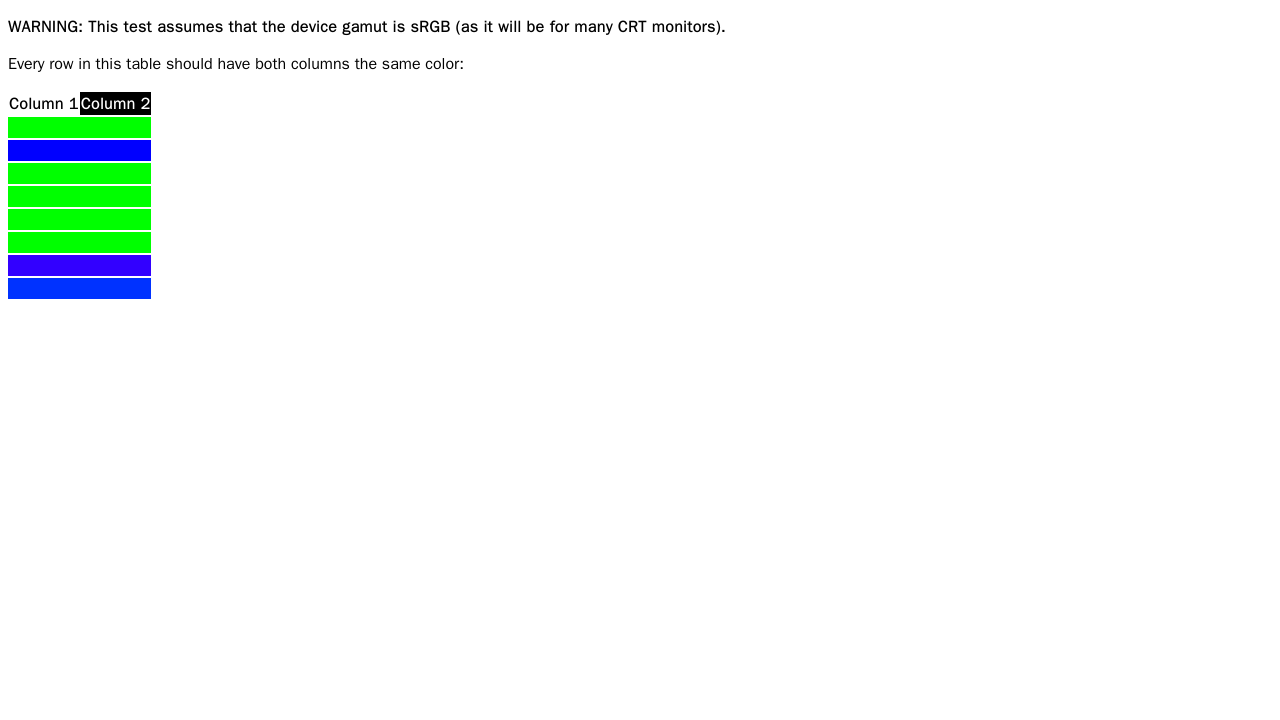 WARNING: This test assumes that the device gamut is sRGB (as it will be for many CRT monitors).
Every row in this table should have both columns the same color:
Column 1 Column 2